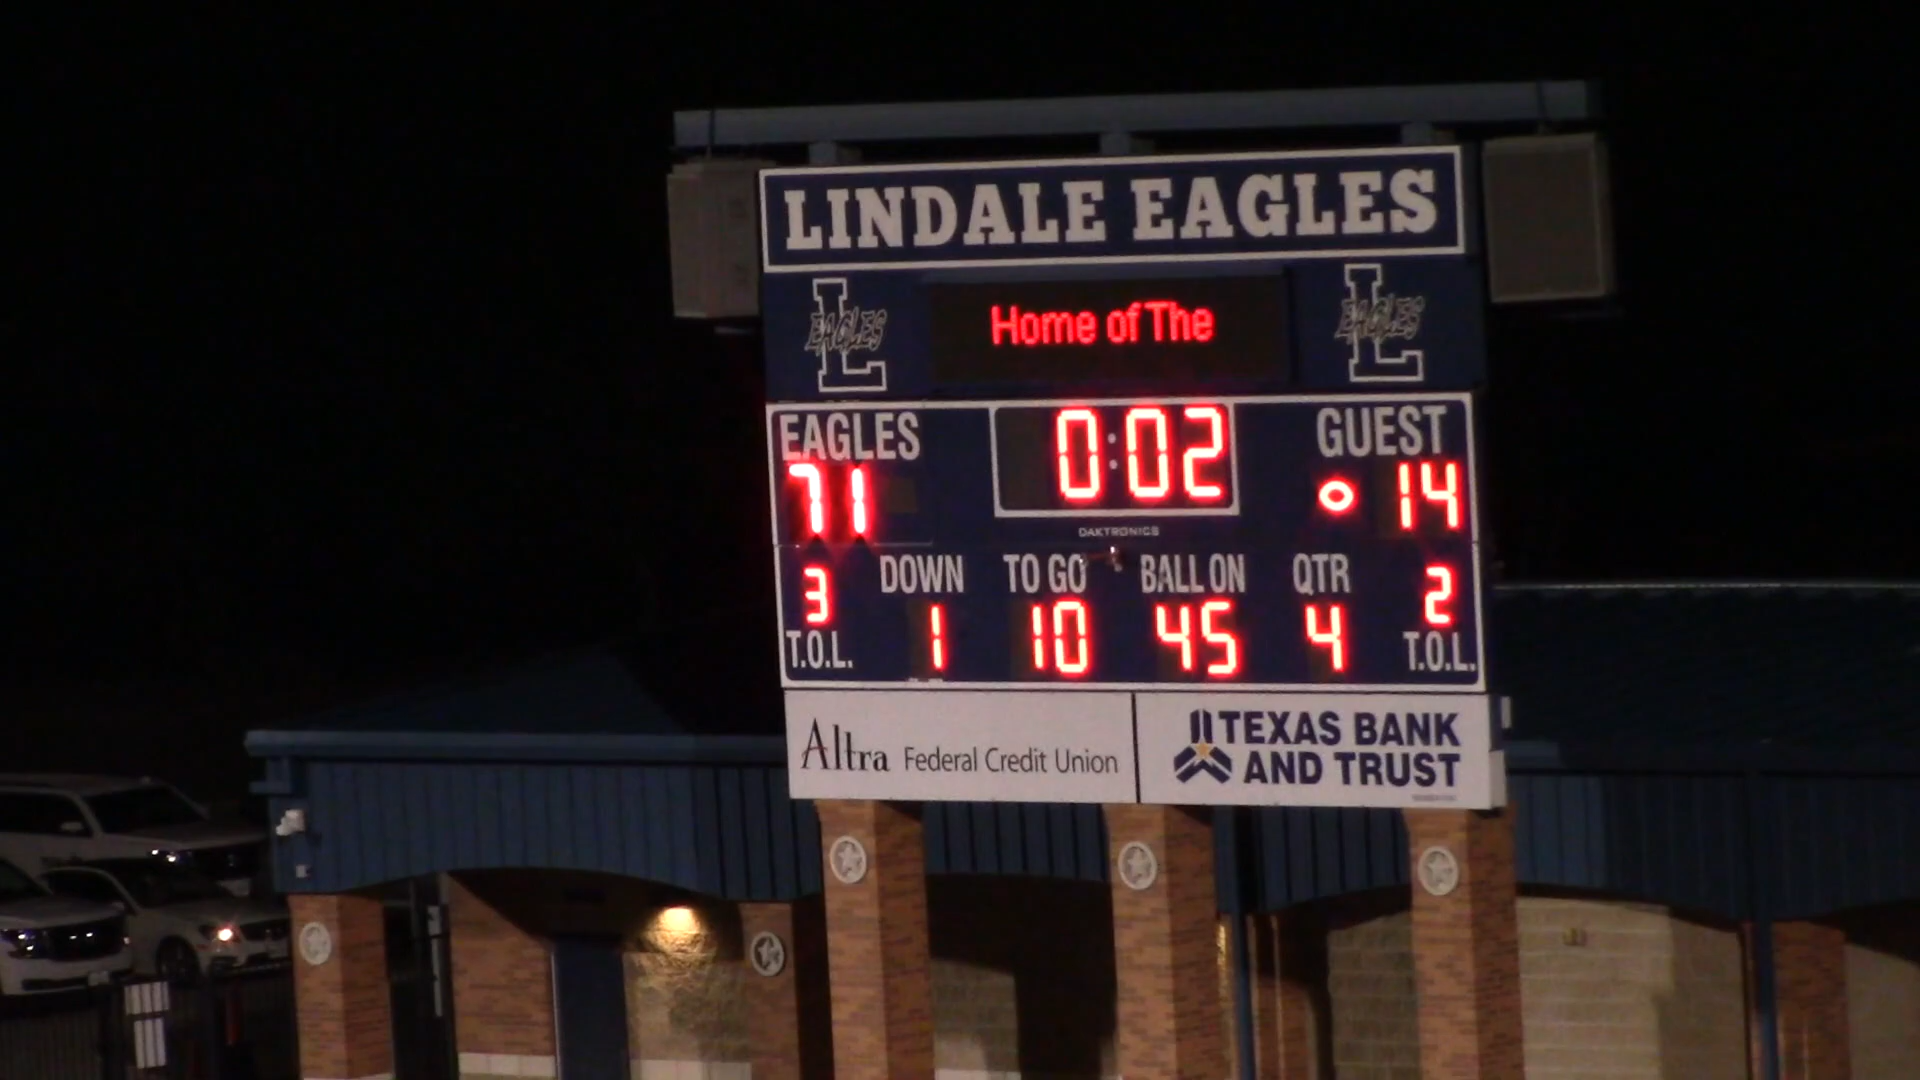 LINDALE EAGLES
L EAGLES
Home of The
L EAGLES
EAGLES
0:02
GUEST
71
14
DAKTRONICS
DOWN TO GO BALL ON QTR
3
2
1 10 45 4
T.O.L.
T.O.L.
Altra Federal Credit Union
TEXAS BANK
AND TRUST